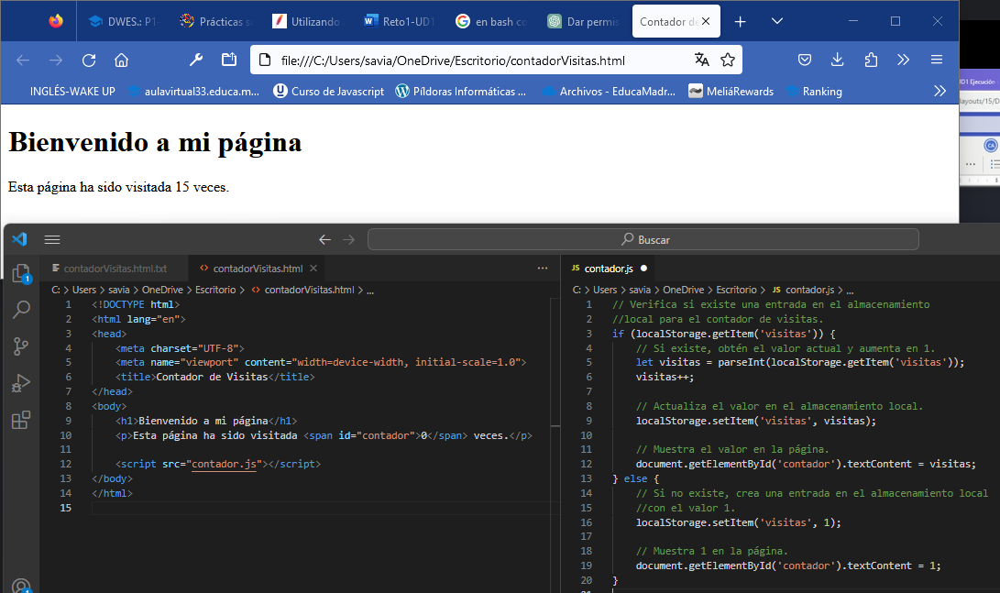 DWES.: P1
Prácticas s
Utilizando
Reto1-UD1
en bash co
Dar permis
Contador de
file:///C:/Users/savia/OneDrive/Escritorio/contadorVisitas.html
INGLÉS-WAKE UP
aulavirtual33.educa.m...
Curso de Javascript
Píldoras Informáticas ...
Archivos - EducaMadr...
MeliáRewards
Ranking
D1 Ejecución
layouts/15/D
CA
Bienvenido a mi página
Esta página ha sido visitada 15 veces.
Buscar
1
contadorVisitas.html.txt
contadorVisitas.html
C: > Users > savia > OneDrive > Escritorio > contadorVisitas.html > ...
1 <!DOCTYPE html>
2 <html lang="en">
3 <head>
4 <meta charset="UTF-8">
5 <meta name="viewport" content="width=device-width, initial-scale=1.0">
6 <title>Contador de Visitas</title>
7 </head>
8 <body>
9 <h1>Bienvenido a mi página</h1>
10 <p>Esta página ha sido visitada <span id="contador">0</span> veces.</p>
11
12 <script src="contador.js"></script>
13 </body>
14 </html>
15
JS contador.js
C: > Users > savia > OneDrive > Escritorio > JS contador.js > ...
1 // Verifica si existe una entrada en el almacenamiento
2 //local para el contador de visitas.
3 if (localStorage.getItem('visitas')) {
4 // Si existe, obtén el valor actual y aumenta en 1.
5 let visitas = parseInt(localStorage.getItem('visitas'));
6 visitas++;
7
8 // Actualiza el valor en el almacenamiento local.
9 localStorage.setItem('visitas', visitas);
10
11 // Muestra el valor en la página.
12 document.getElementById('contador').textContent = visitas;
13 } else {
14 // Si no existe, crea una entrada en el almacenamiento local
15 //con el valor 1.
16 localStorage.setItem('visitas', 1);
17
18 // Muestra 1 en la página.
19 document.getElementById('contador').textContent = 1;
20 }